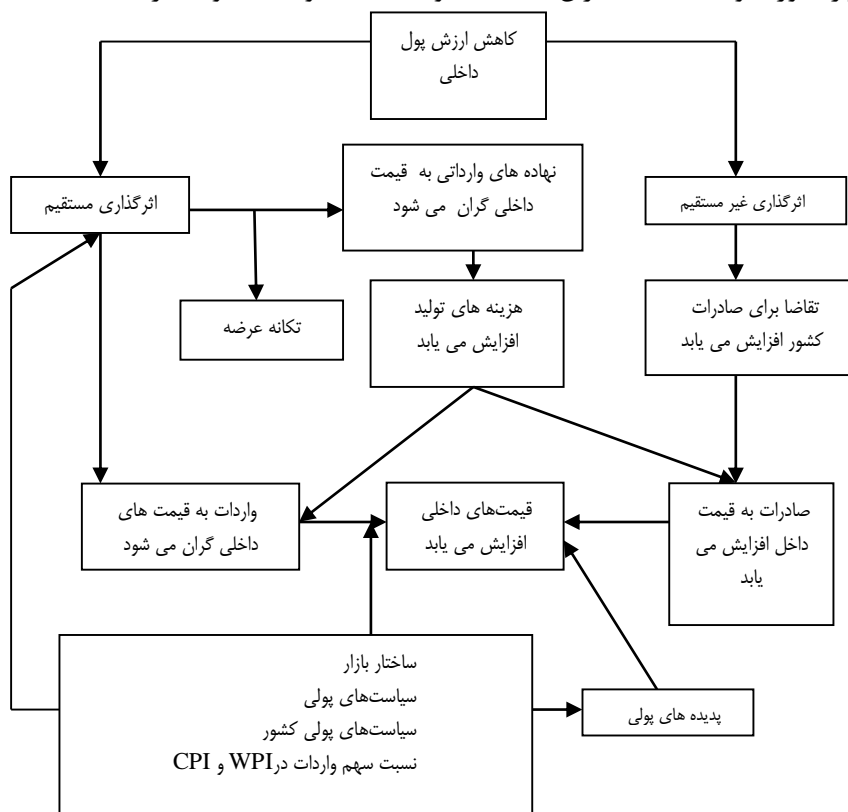 کاهش ارزش پول
داخلی
نهاده های وارداتی به قیمت
داخلی گران می شود
اثرگذاری مستقیم
اثرگذاری غیر مستقیم
تکانه عرضه
هزینه های تولید
افزایش می یابد
تقاضا برای صادرات
کشور افزایش می یابد
واردات به قیمت های
داخلی گران می شود
قیمت‌های داخلی
افزایش می یابد
صادرات به قیمت
داخل افزایش می
یابد
ساختار بازار
سیاست‌های پولی
سیاست‌های پولی کشور
نسبت سهم واردات درWPI و CPI
پدیده های پولی